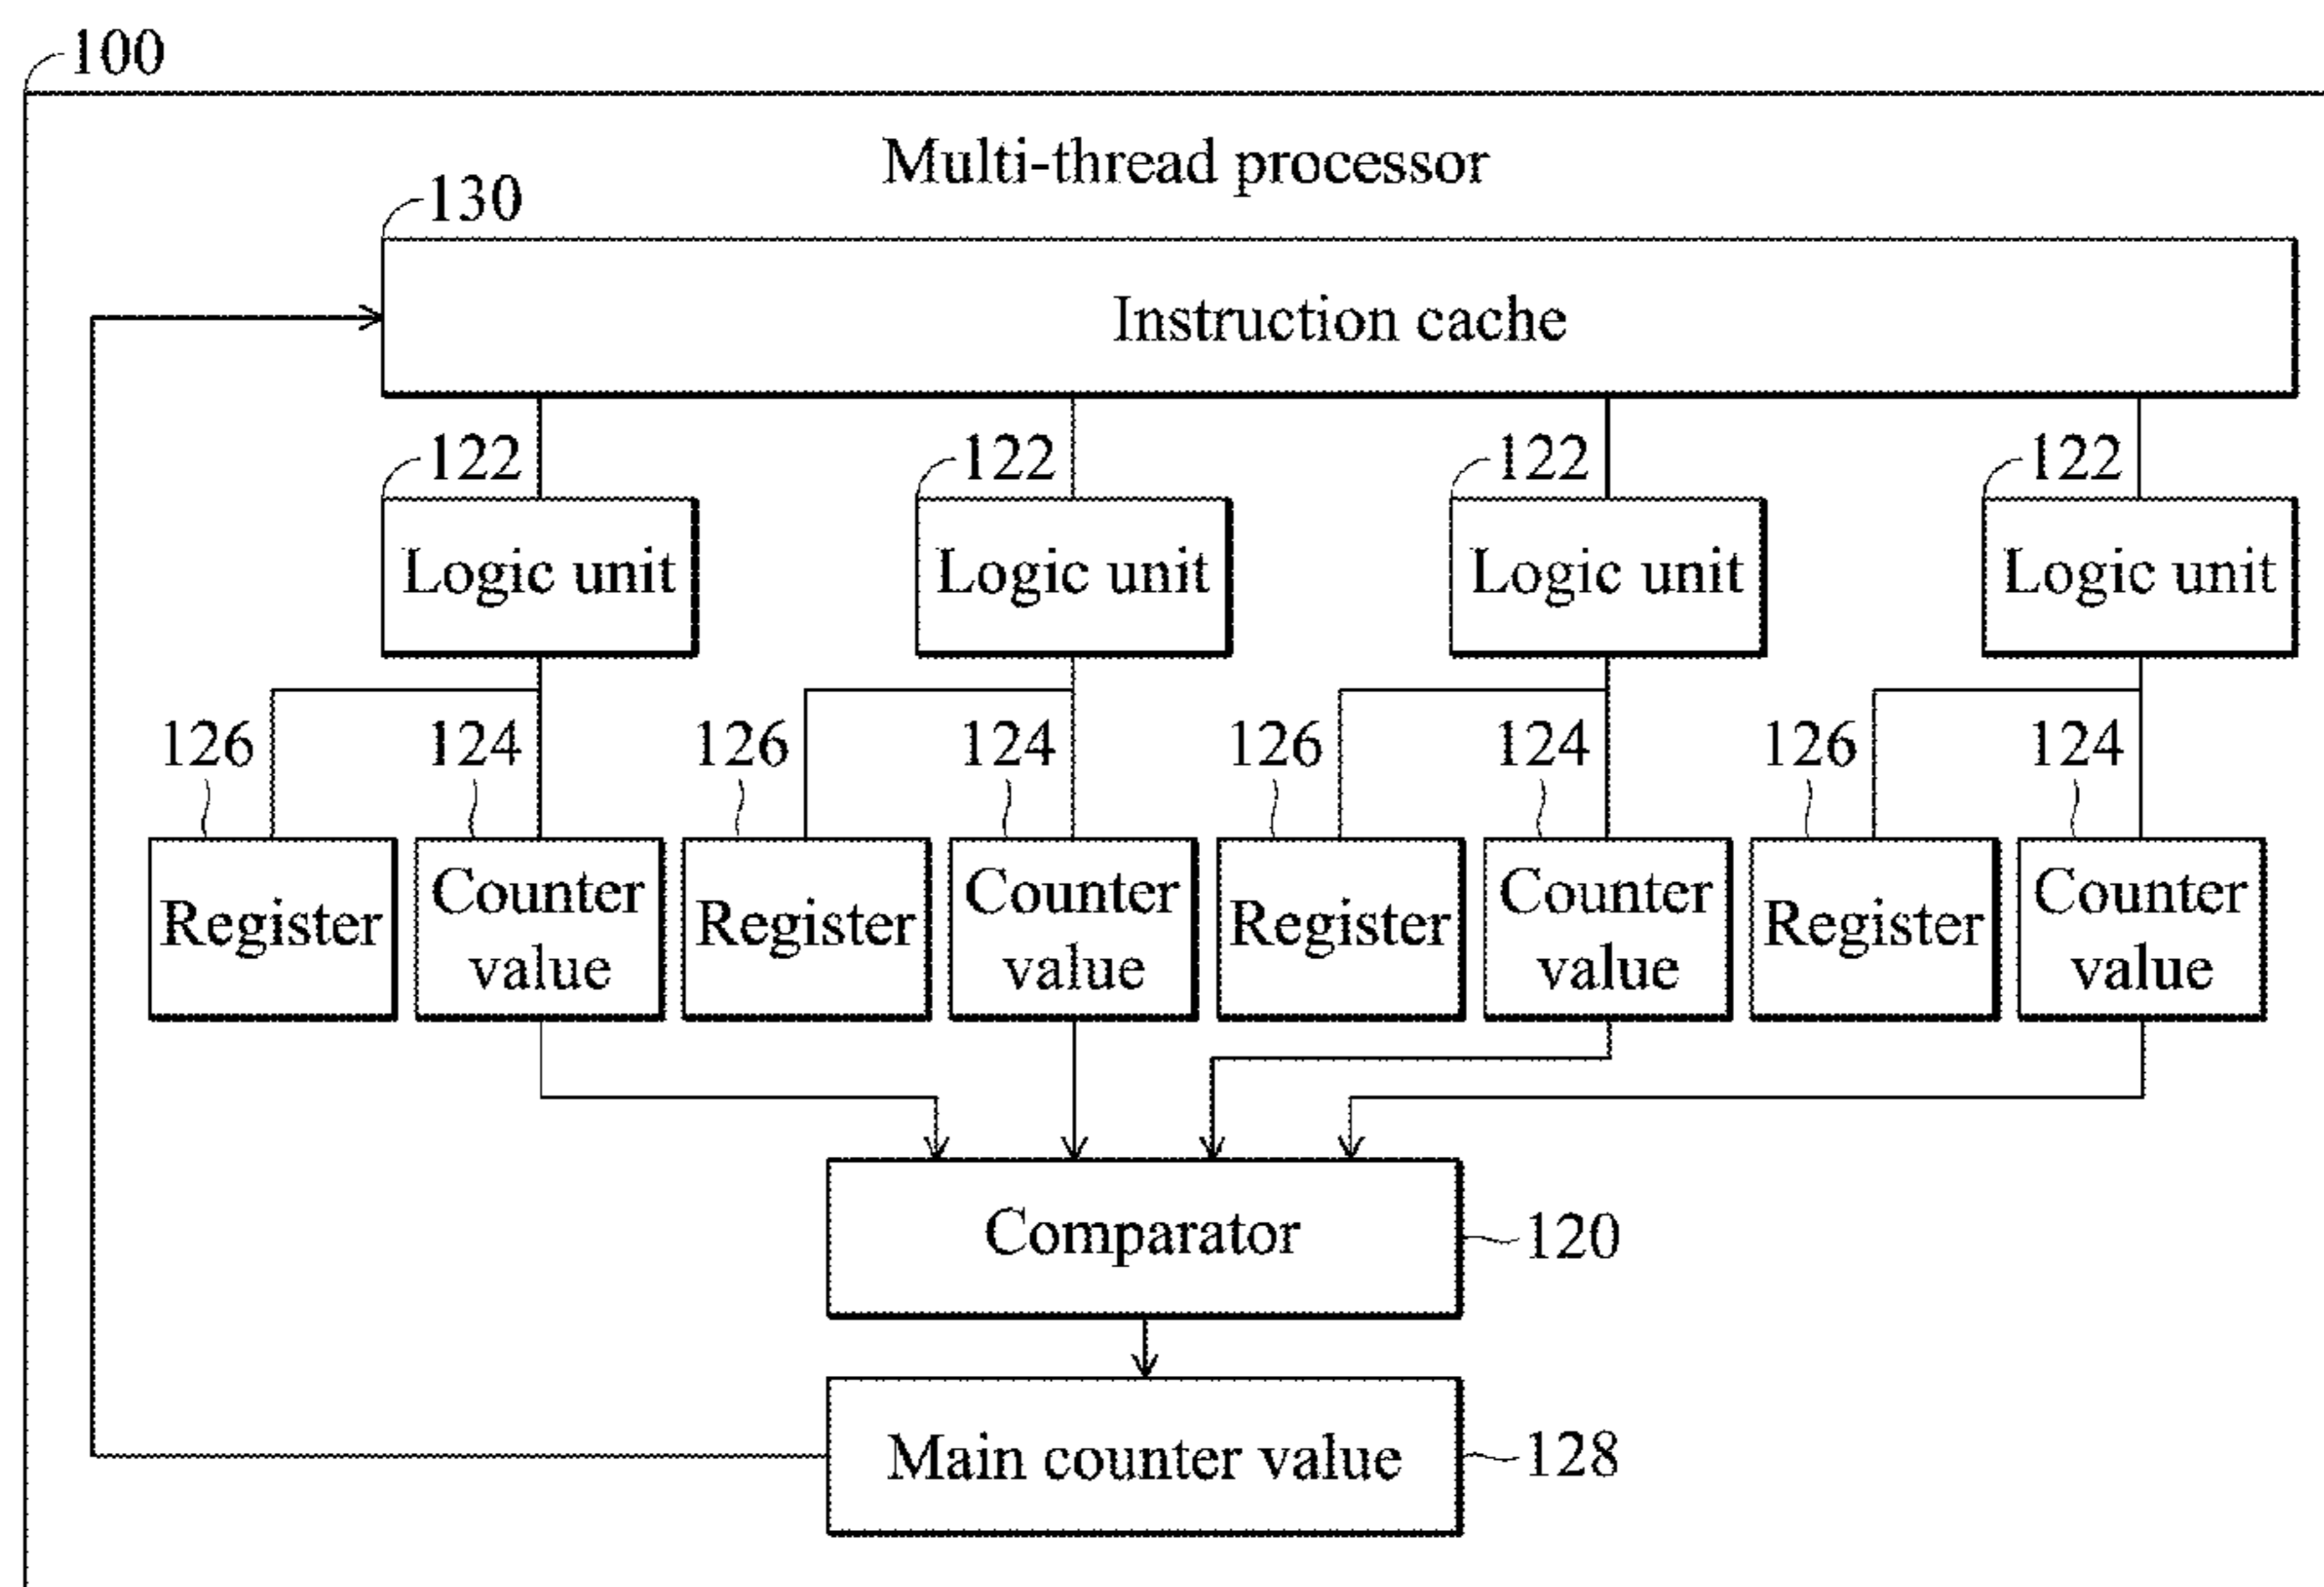 100
Multi-thread processor
130
Instruction cache
122 122 122 122
Logic unit Logic unit Logic unit Logic unit
126 124 126 124 126 124 126 124
Register Counter value Register Counter value Register Counter value Register Counter value
Comparator 120
Main counter value 128